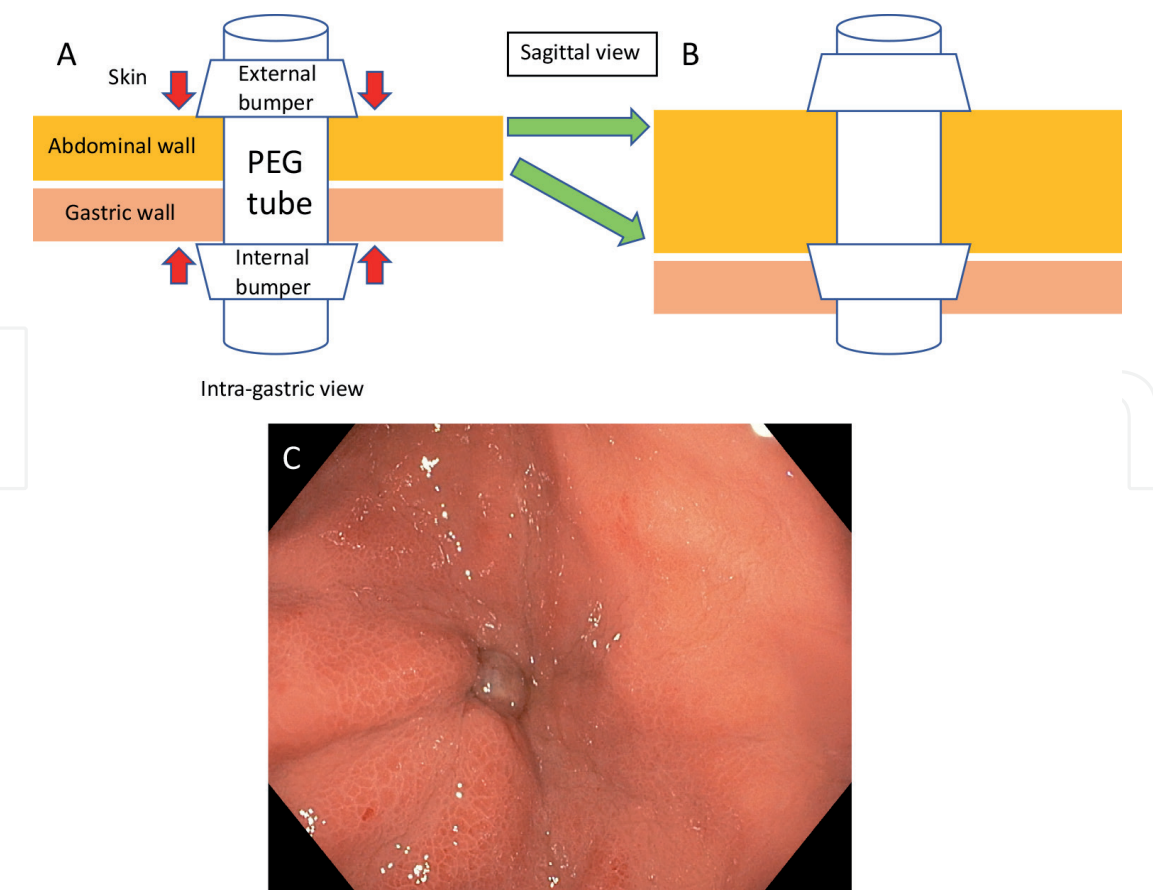 A
Skin
External
bumper
Sagittal view
B
Abdominal wall
PEG
tube
Gastric wall
Internal
bumper
Intra-gastric view
C